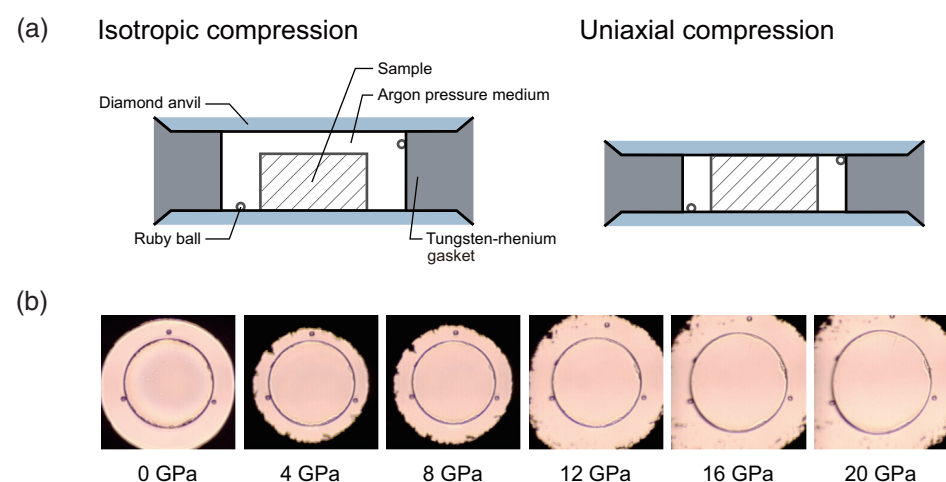 (a)
Isotropic compression
Uniaxial compression
Sample
Argon pressure medium
Diamond anvil
Ruby ball
Tungsten-rhenium
gasket
(b)
0 GPa
4 GPa
8 GPa
12 GPa
16 GPa
20 GPa